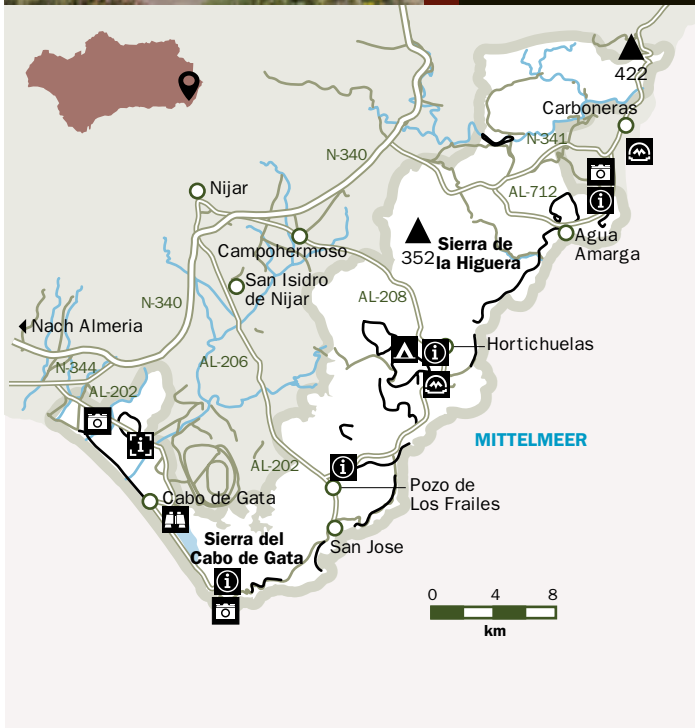 422
Carboneras
N-341
N-340
AL-712
Nijar
Agua
Amarga
Campohermoso
352
Sierra de
la Higuera
San Isidro
de Nijar
AL-208
N-340
Nach Almeria
Hortichuelas
N-344
AL-206
AL-202
MITTELMEER
AL-202
Pozo de
Los Frailes
Cabo de Gata
Sierra del
Cabo de Gata
San Jose
0 4 8
km